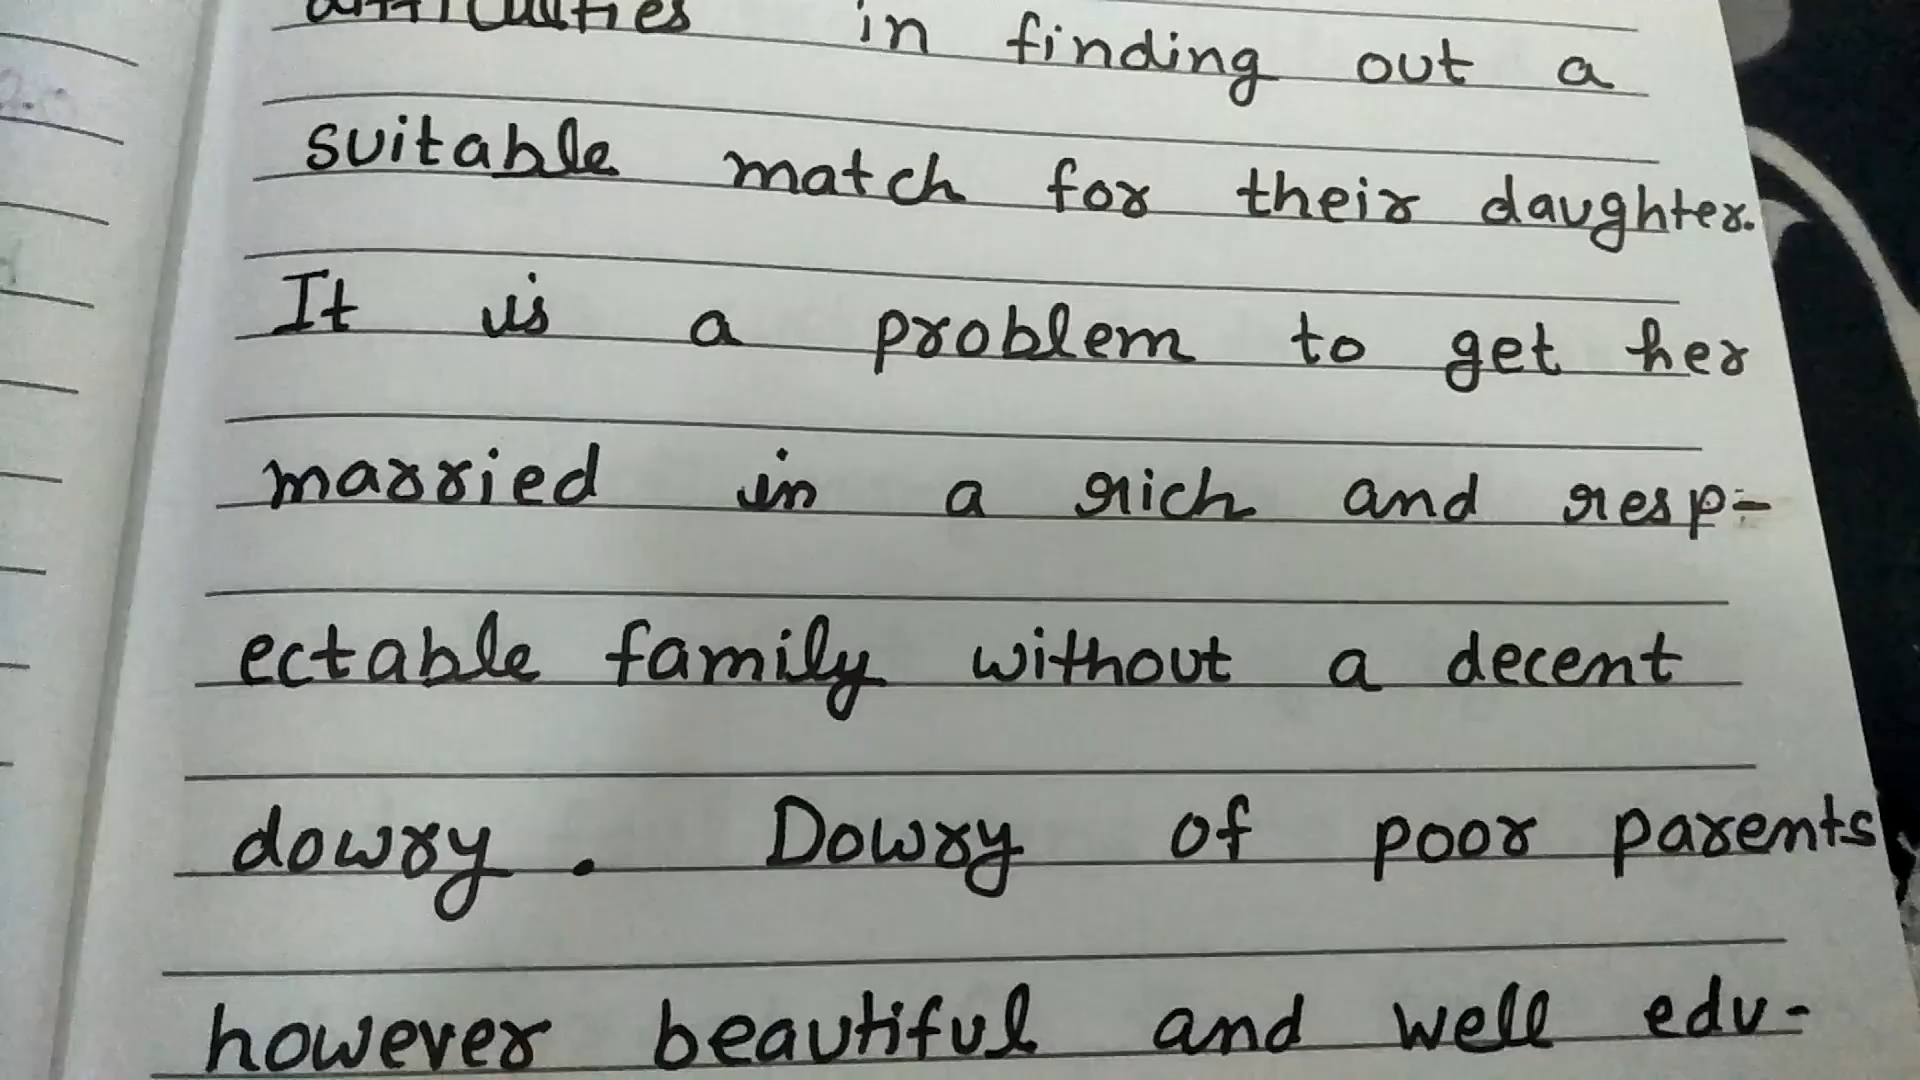 difficulties in finding out a
suitable match for their daughter.
It is a problem to get her
married in a rich and resp-
ectable family without a decent
dowry. Dowry of poor parents
however beautiful and well edu-